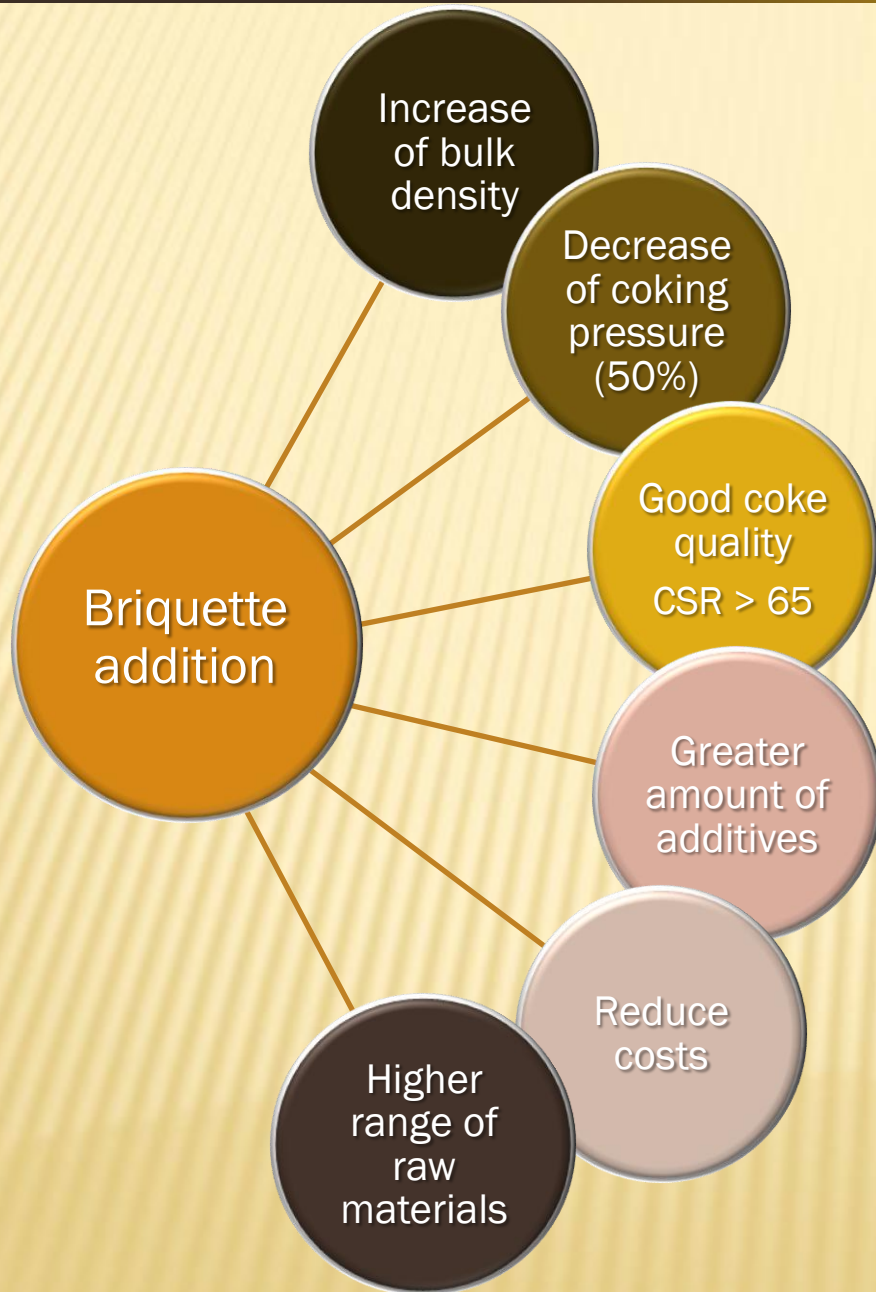 Increase
of bulk
density
Decrease
of coking
pressure
(50%)
Good coke
quality
CSR > 65
Briquette
addition
Greater
amount of
additives
Reduce
costs
Higher
range of
raw
materials